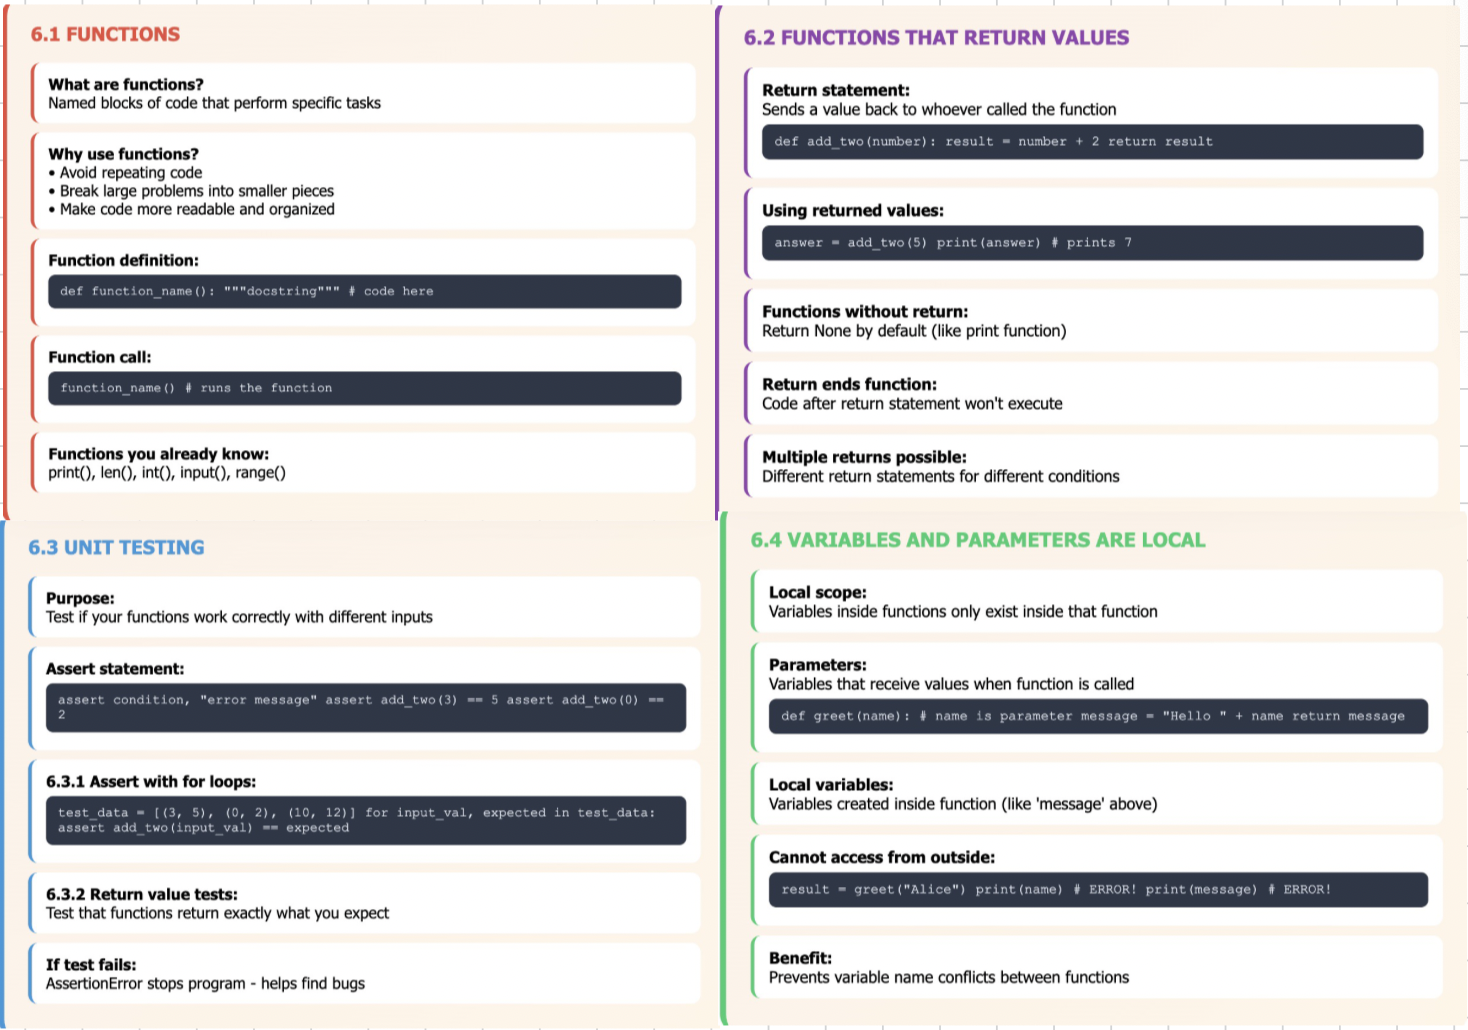 6.1 FUNCTIONS
What are functions?
Named blocks of code that perform specific tasks
Why use functions?
• Avoid repeating code
• Break large problems into smaller pieces
• Make code more readable and organized
Function definition:
def function_name(): """docstring""" # code here
Function call:
function_name() # runs the function
Functions you already know:
print(), len(), int(), input(), range()
6.2 FUNCTIONS THAT RETURN VALUES
Return statement:
Sends a value back to whoever called the function
def add_two(number): result = number + 2 return result
Using returned values:
answer = add_two(5) print(answer) # prints 7
Functions without return:
Return None by default (like print function)
Return ends function:
Code after return statement won't execute
Multiple returns possible:
Different return statements for different conditions
6.3 UNIT TESTING
Purpose:
Test if your functions work correctly with different inputs
Assert statement:
assert condition, "error message" assert add_two(3) == 5 assert add_two(0) ==
2
6.3.1 Assert with for loops:
test_data = [(3, 5), (0, 2), (10, 12)] for input_val, expected in test_data:
assert add_two(input_val) == expected
6.3.2 Return value tests:
Test that functions return exactly what you expect
If test fails:
AssertionError stops program - helps find bugs
6.4 VARIABLES AND PARAMETERS ARE LOCAL
Local scope:
Variables inside functions only exist inside that function
Parameters:
Variables that receive values when function is called
def greet(name): # name is parameter message = "Hello " + name return message
Local variables:
Variables created inside function (like 'message' above)
Cannot access from outside:
result = greet("Alice") print(name) # ERROR! print(message) # ERROR!
Benefit:
Prevents variable name conflicts between functions